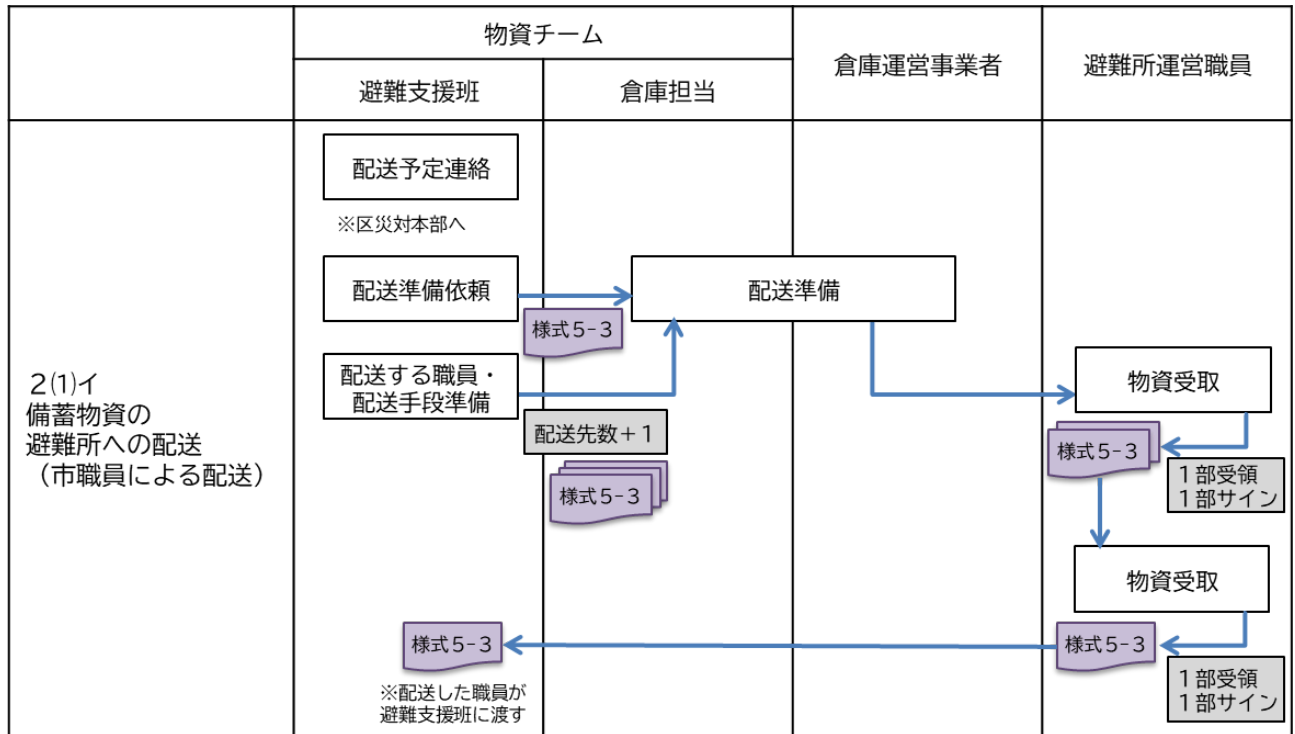 物資チーム
倉庫運営事業者
避難所運営職員
避難支援班
倉庫担当
2⑴イ
備蓄物資の
避難所への配送
（市職員による配送）
配送予定連絡
※区災対本部へ
配送準備依頼
様式5-3
配送準備
配送する職員・
配送手段準備
配送先数＋1
様式5-3
物資受取
様式5-3
1部受領
1部サイン
物資受取
様式5-3
1部受領
1部サイン
様式5-3
※配送した職員が
避難支援班に渡す